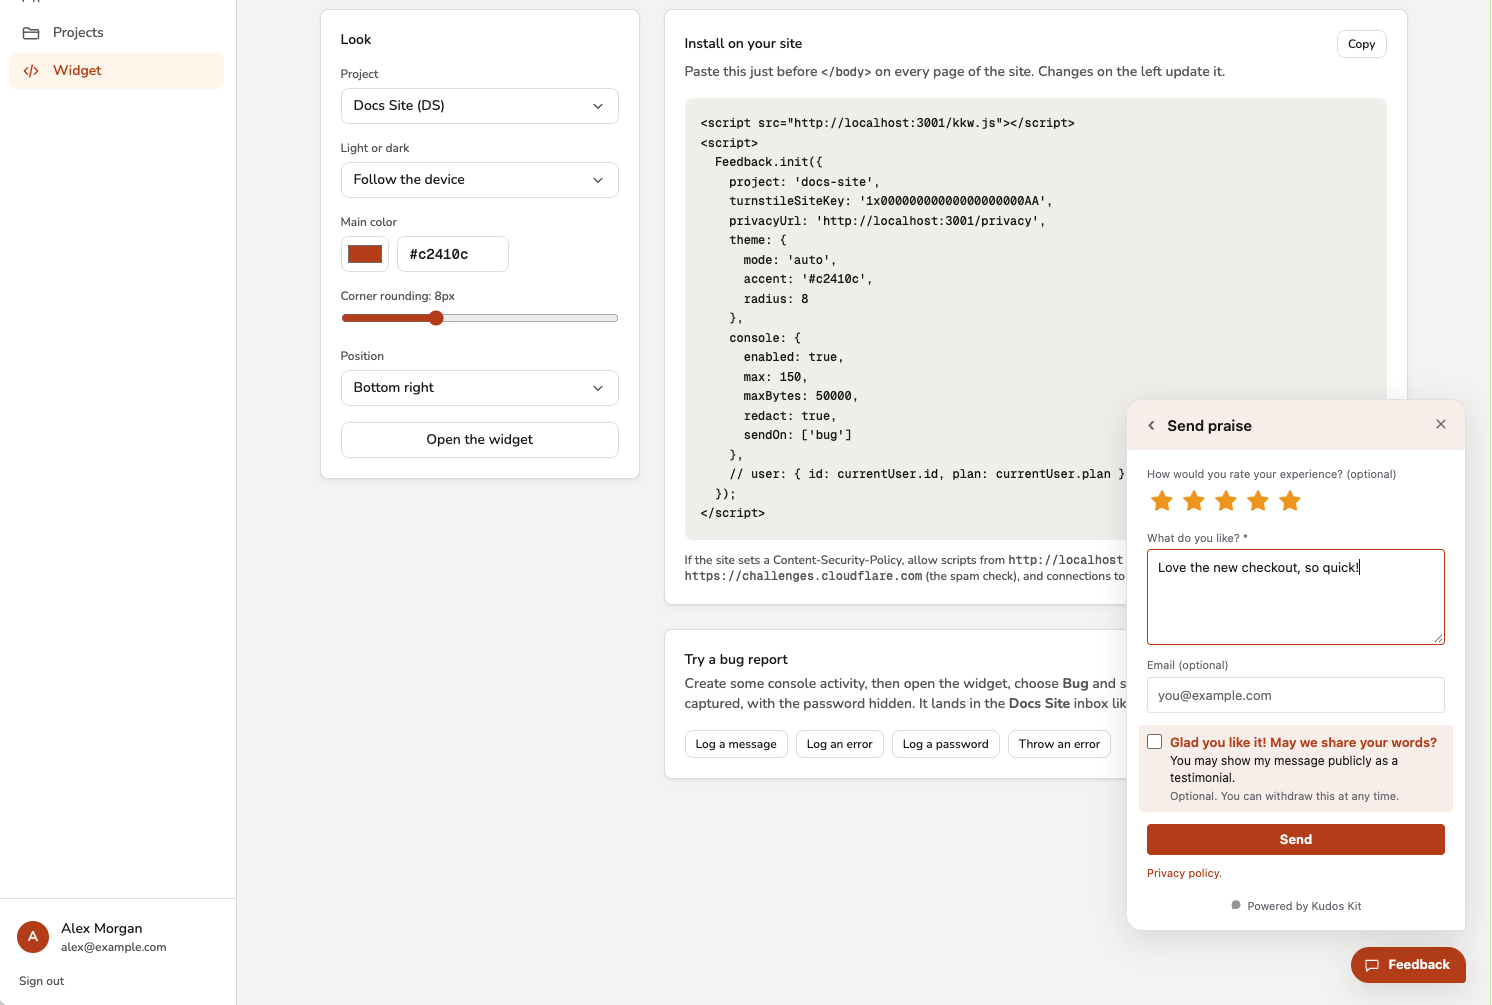 Projects
Widget
Alex Morgan
alex@example.com
A
Sign out
Look
Project
Docs Site (DS)
Light or dark
Follow the device
Main color
#c2410c
Corner rounding: 8px
Position
Bottom right
Open the widget
Install on your site
Copy
Paste this just before </body> on every page of the site. Changes on the left update it.
<script src="http://localhost:3001/kkw.js"></script>
<script>
  Feedback.init({
    project: 'docs-site',
    turnstileSiteKey: '1x00000000000000000000AA',
    privacyUrl: 'http://localhost:3001/privacy',
    theme: {
      mode: 'auto',
      accent: '#c2410c',
      radius: 8
    },
    console: {
      enabled: true,
      max: 150,
      maxBytes: 50000,
      redact: true,
      sendOn: ['bug']
    },
    // user: { id: currentUser.id, plan: currentUser.plan }
  });
</script>
If the site sets a Content-Security-Policy, allow scripts from http://localhost
https://challenges.cloudflare.com (the spam check), and connections to
Try a bug report
Create some console activity, then open the widget, choose Bug and s
captured, with the password hidden. It lands in the Docs Site inbox lik
Log a message
Log an error
Log a password
Throw an error
Send praise
How would you rate your experience? (optional)
What do you like? *
Love the new checkout, so quick!
Email (optional)
you@example.com
Glad you like it! May we share your words?
You may show my message publicly as a
testimonial.
Optional. You can withdraw this at any time.
Send
Privacy policy.
Powered by Kudos Kit
Feedback